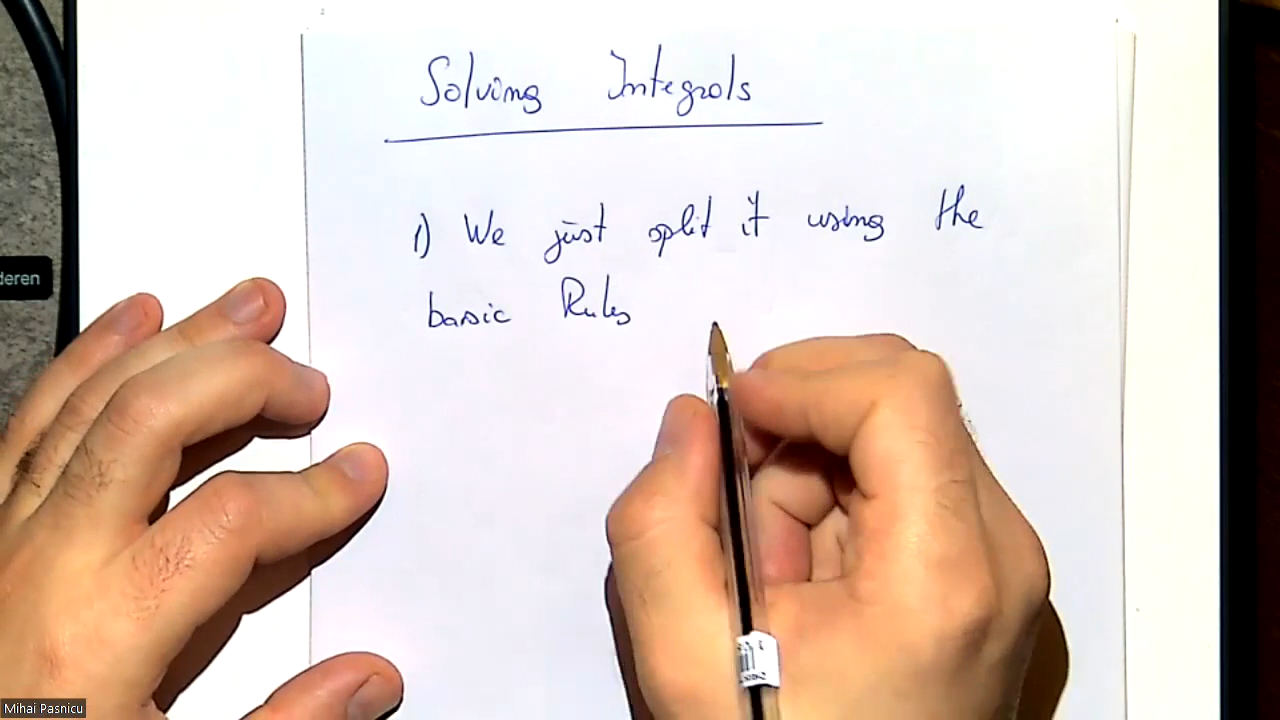 Solving Integrals
1) We just split it using the
basic Rules
deren
Mihai Pasnicu